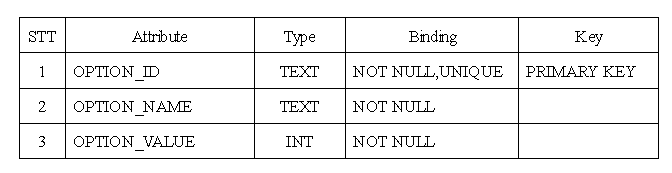 STT Attribute Type Binding Key
1 OPTION_ID TEXT NOT NULL,UNIQUE PRIMARY KEY
2 OPTION_NAME TEXT NOT NULL
3 OPTION_VALUE INT NOT NULL